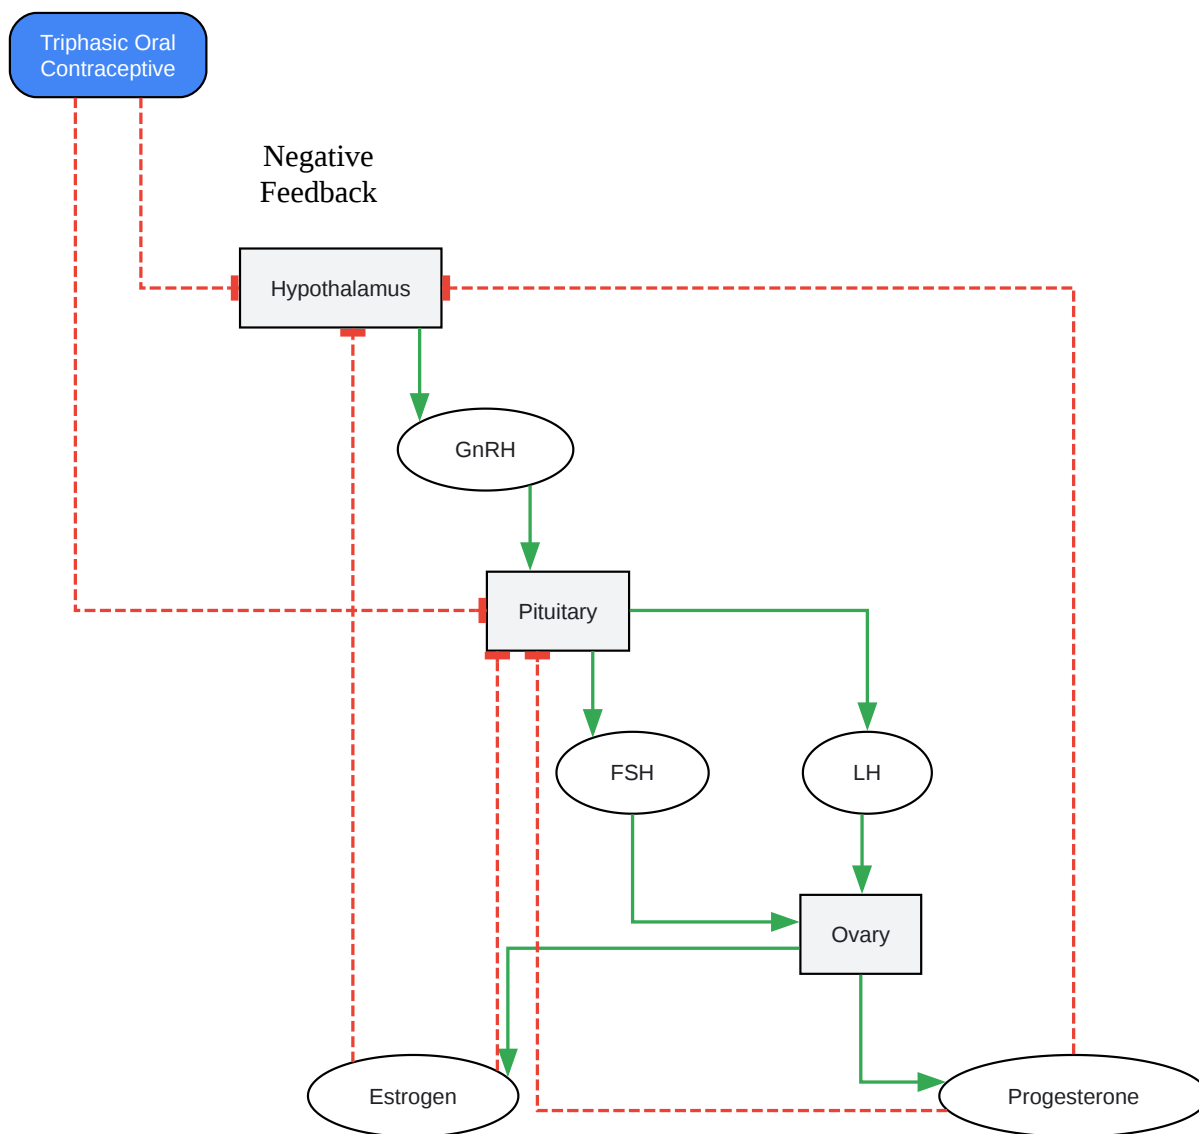 Triphasic Oral
Contraceptive
Negative
Feedback
Hypothalamus
GnRH
Pituitary
FSH
LH
Ovary
Estrogen
Progesterone